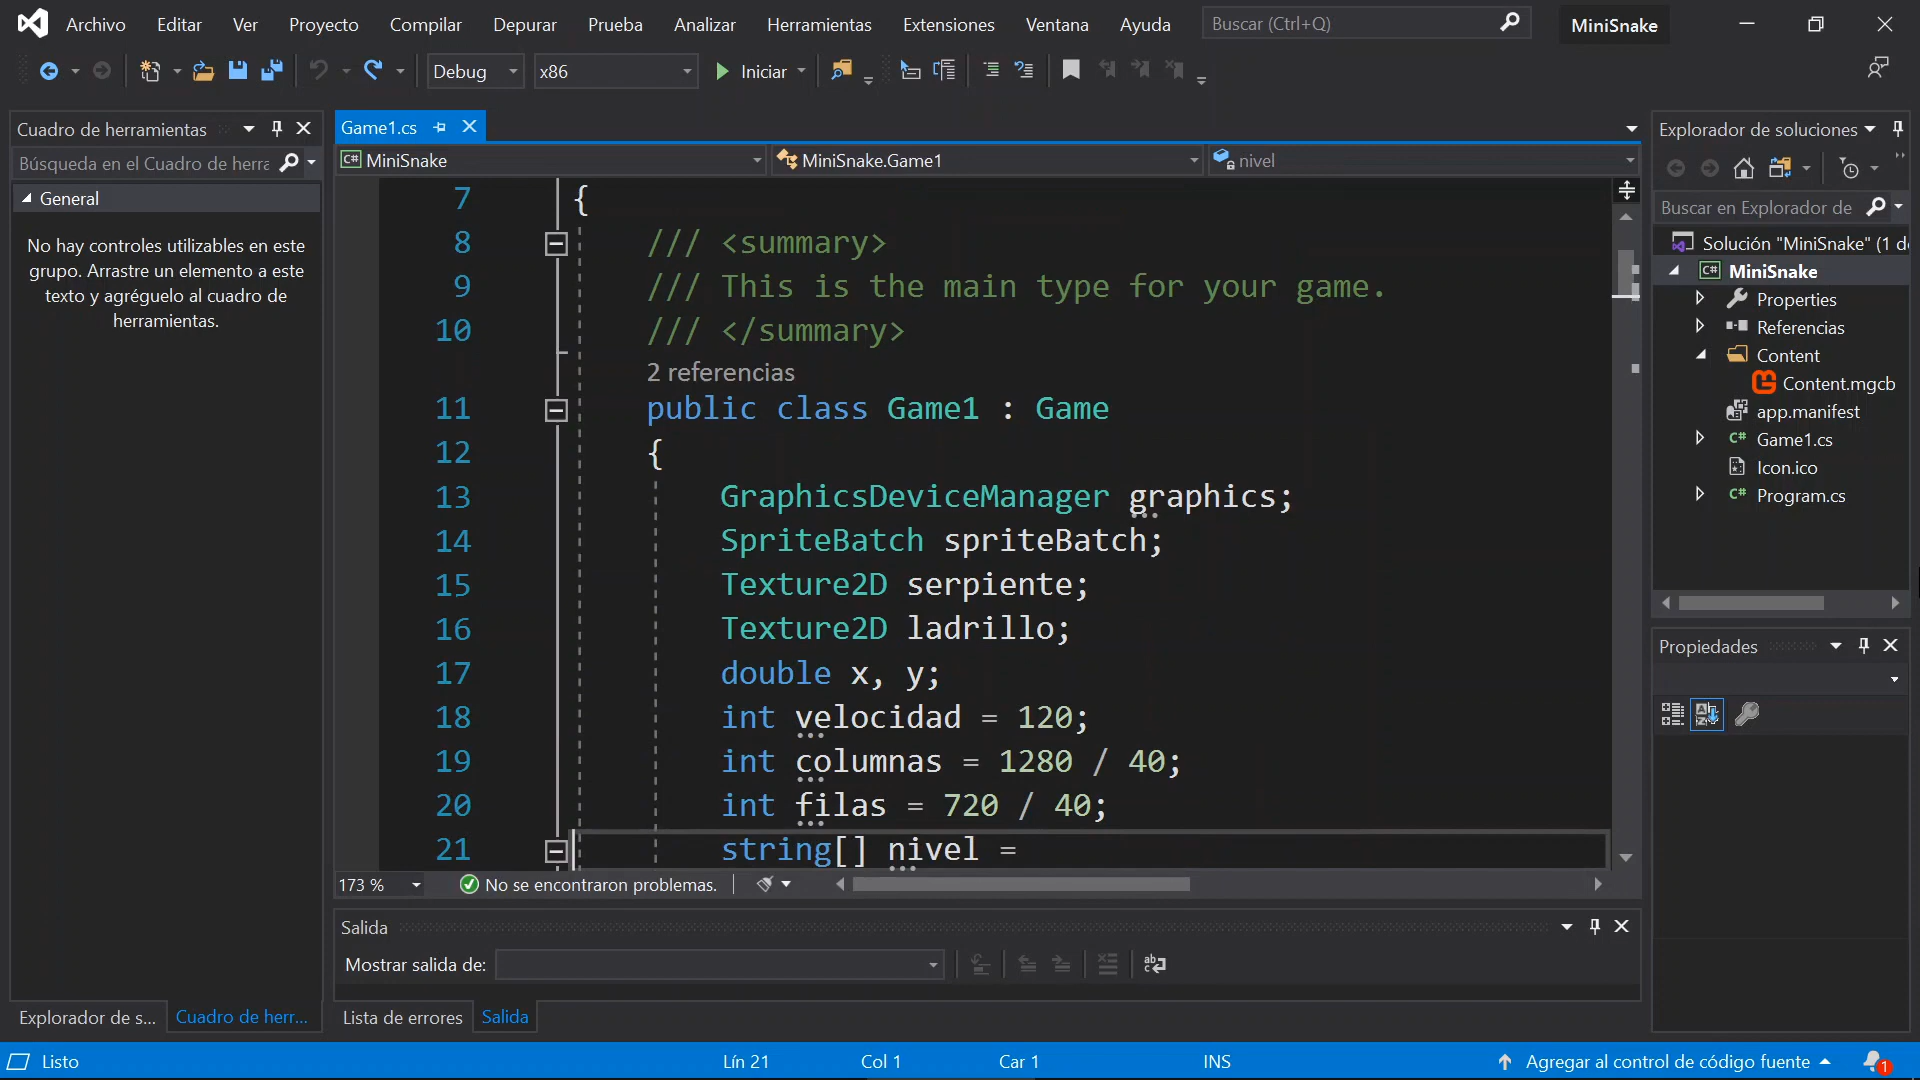 Archivo Editar Ver Proyecto Compilar Depurar Prueba Analizar Herramientas Extensiones Ventana Ayuda Buscar (Ctrl+Q) MiniSnake
Debug x86 Iniciar
Cuadro de herramientas
Búsqueda en el Cuadro de herra
General
No hay controles utilizables en este
grupo. Arrastre un elemento a este
texto y agréguelo al cuadro de
herramientas.
Game1.cs
C# MiniSnake MiniSnake.Game1 nivel
7 {
8 /// <summary>
9 /// This is the main type for your game.
10 /// </summary>
2 referencias
11 public class Game1 : Game
12 {
13 GraphicsDeviceManager graphics;
14 SpriteBatch spriteBatch;
15 Texture2D serpiente;
16 Texture2D ladrillo;
17 double x, y;
18 int velocidad = 120;
19 int columnas = 1280 / 40;
20 int filas = 720 / 40;
21 string[] nivel =
173 % No se encontraron problemas.
Salida
Mostrar salida de:
Explorador de s... Cuadro de herr... Lista de errores Salida
Explorador de soluciones
Buscar en Explorador de
Solución "MiniSnake" (1 de
C# MiniSnake
Properties
Referencias
Content
Content.mgcb
app.manifest
C# Game1.cs
Icon.ico
C# Program.cs
Propiedades
Listo Lín 21 Col 1 Car 1 INS Agregar al control de código fuente 1